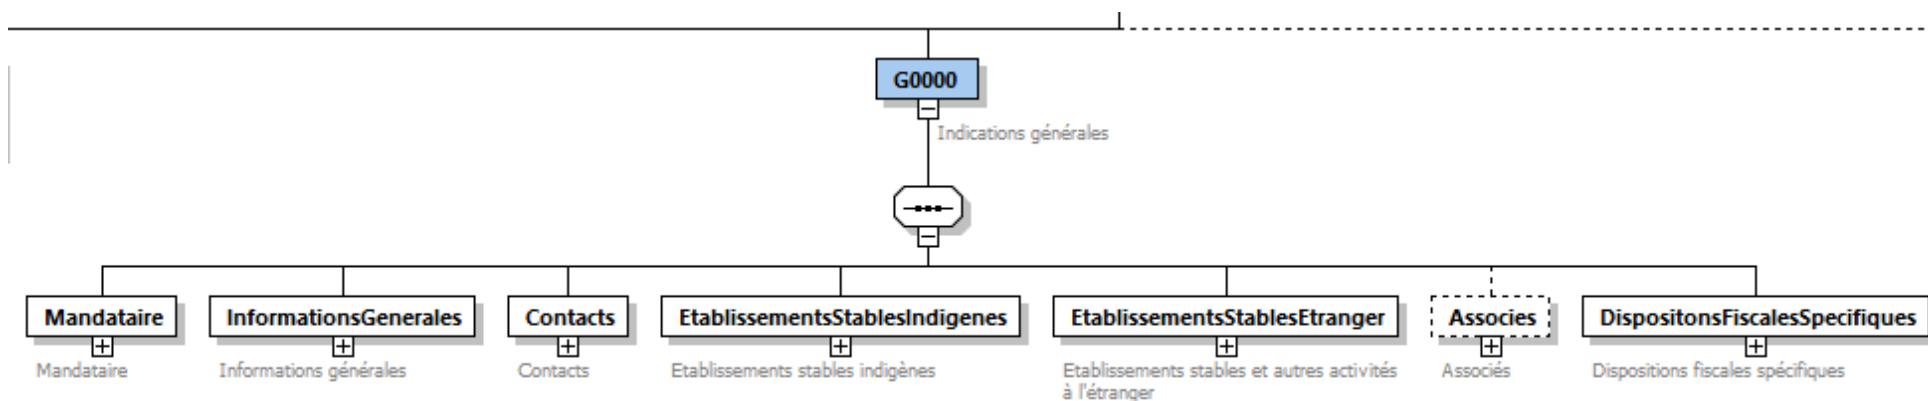 G0000
Indications générales
Mandataire
InformationsGenerales
Contacts
EtablissementsStablesIndigenes
EtablissementsStablesEtranger
Associes
DispositonsFiscalesSpecifiques
Mandataire
Informations générales
Contacts
Etablissements stables indigènes
Etablissements stables et autres activités
à l'étranger
Associés
Dispositions fiscales spécifiques